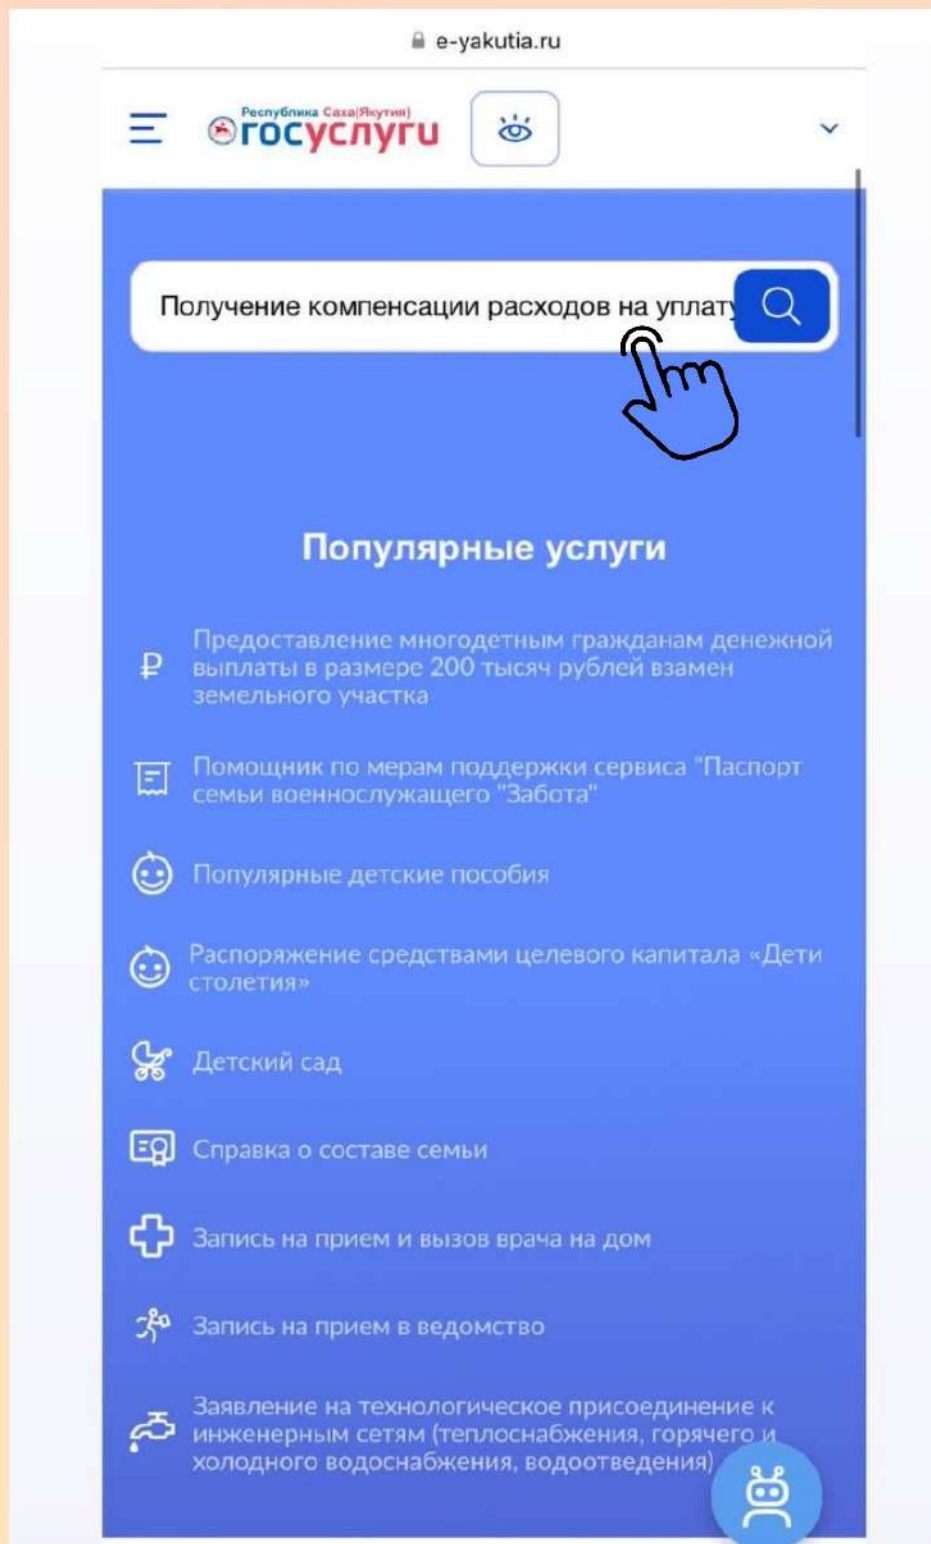 e-yakutia.ru
Республика Саха(Якутия)
госуслуги
Получение компенсации расходов на уплату
Популярные услуги
Предоставление многодетным гражданам денежной
выплаты в размере 200 тысяч рублей взамен
земельного участка
Помощник по мерам поддержки сервиса "Паспорт
семьи военнослужащего "Забота"
Популярные детские пособия
Распоряжение средствами целевого капитала «Дети
столетия»
Детский сад
Справка о составе семьи
Запись на прием и вызов врача на дом
Запись на прием в ведомство
Заявление на технологическое присоединение к
инженерным сетям (теплоснабжения, горячего и
холодного водоснабжения, водоотведения)